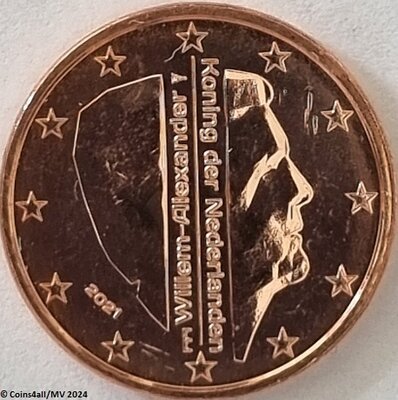 Willem-Alexander
Koning der Nederlanden
2021
© Coins4all/MV 2024